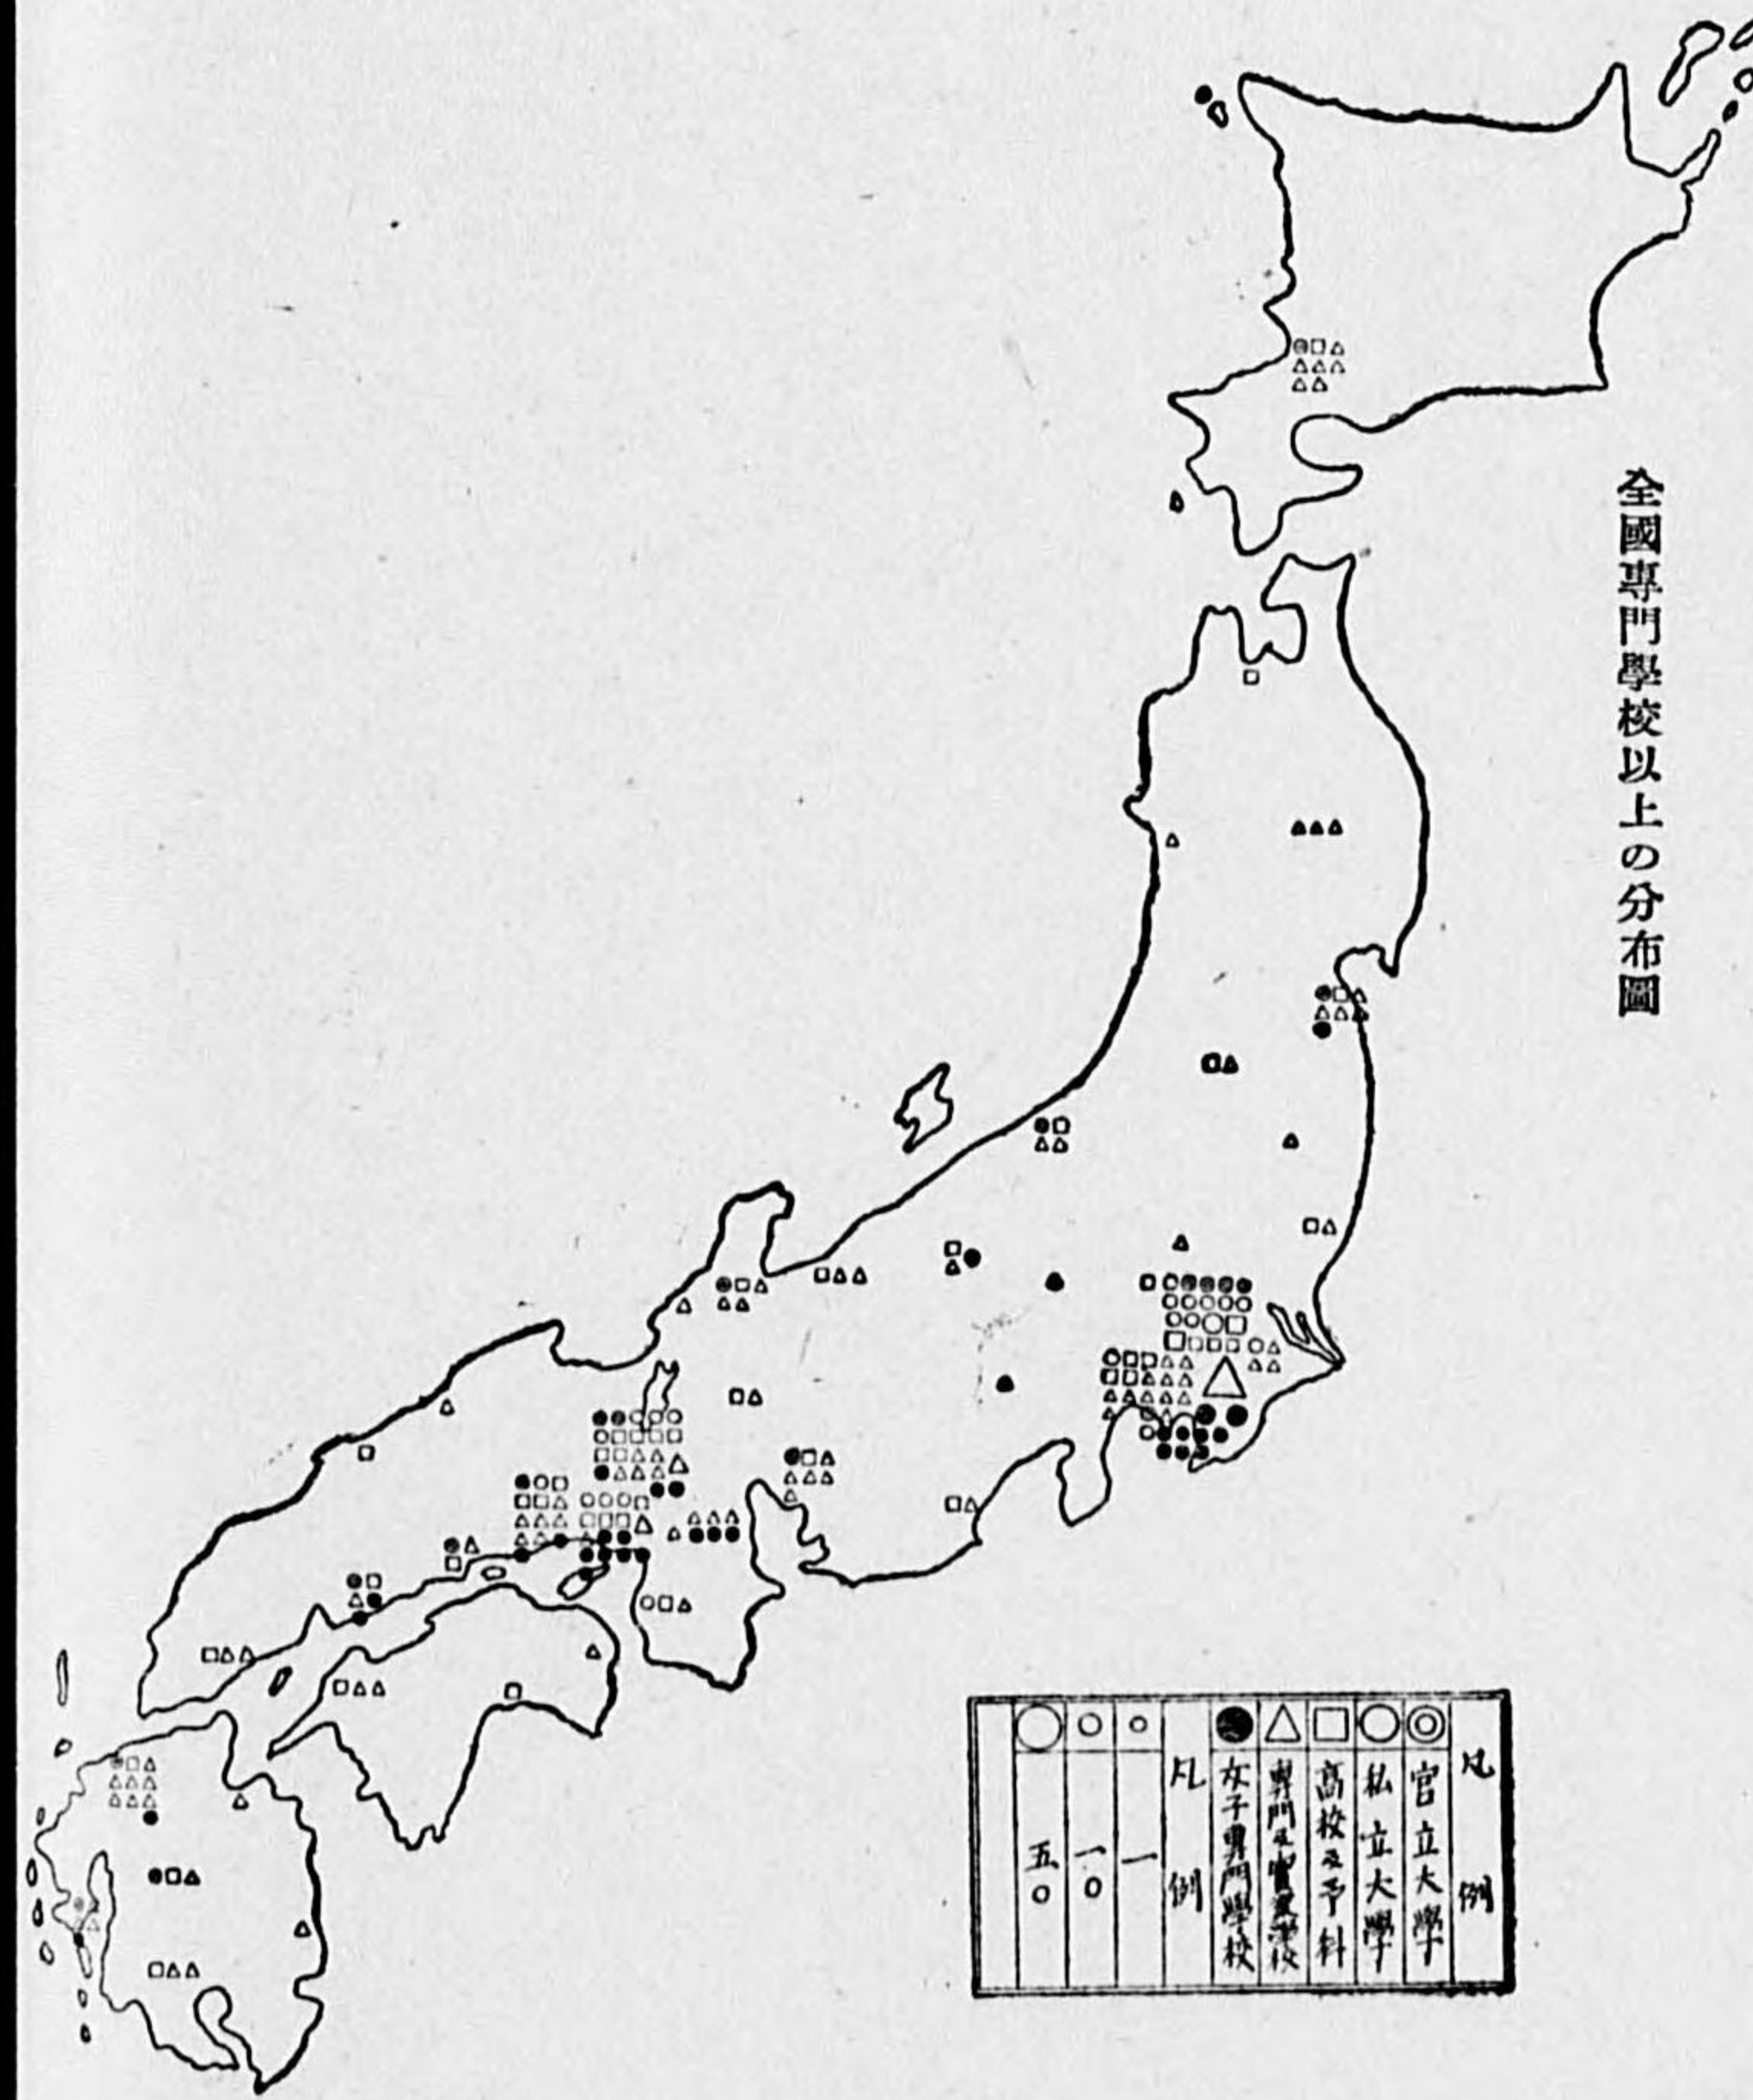 全國專門學校以上の分布圖
凡例
官立大學
私立大學
高校及予科
專門及實業學校
女子專門學校
凡例
一
一〇
五〇